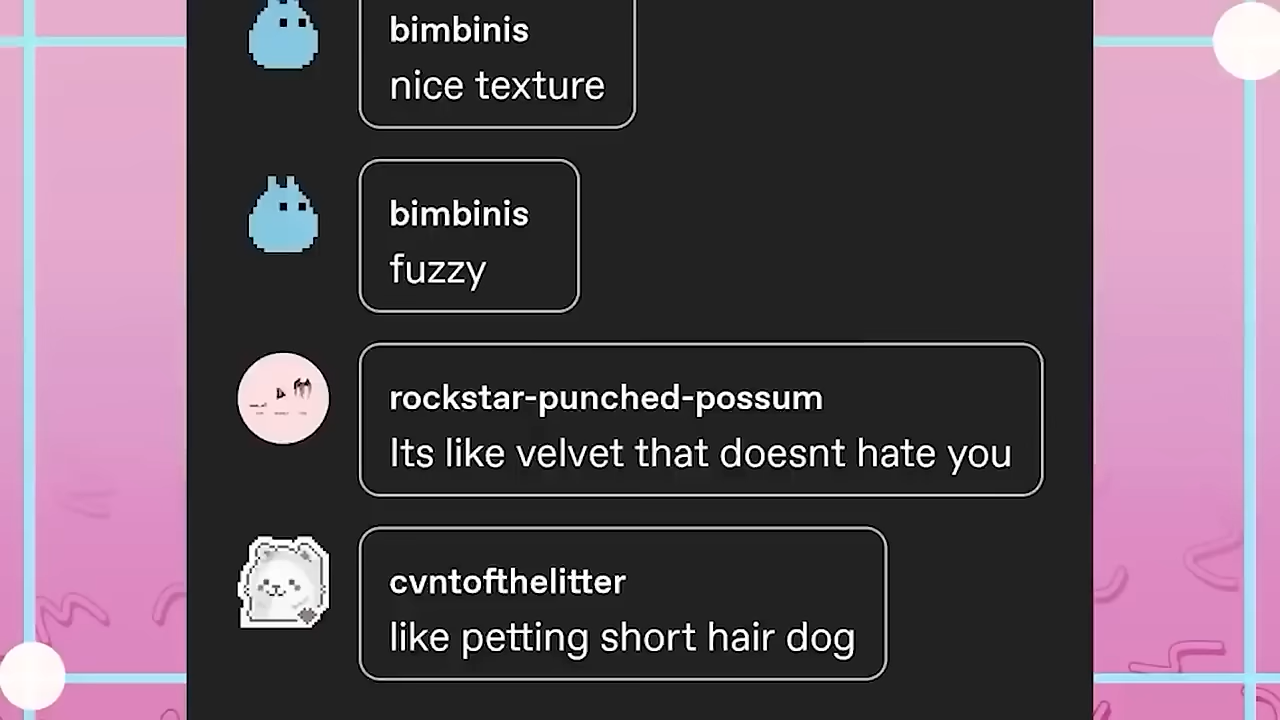 bimbinis
nice texture
bimbinis
fuzzy
rockstar-punched-possum
Its like velvet that doesnt hate you
cvntofthelitter
like petting short hair dog